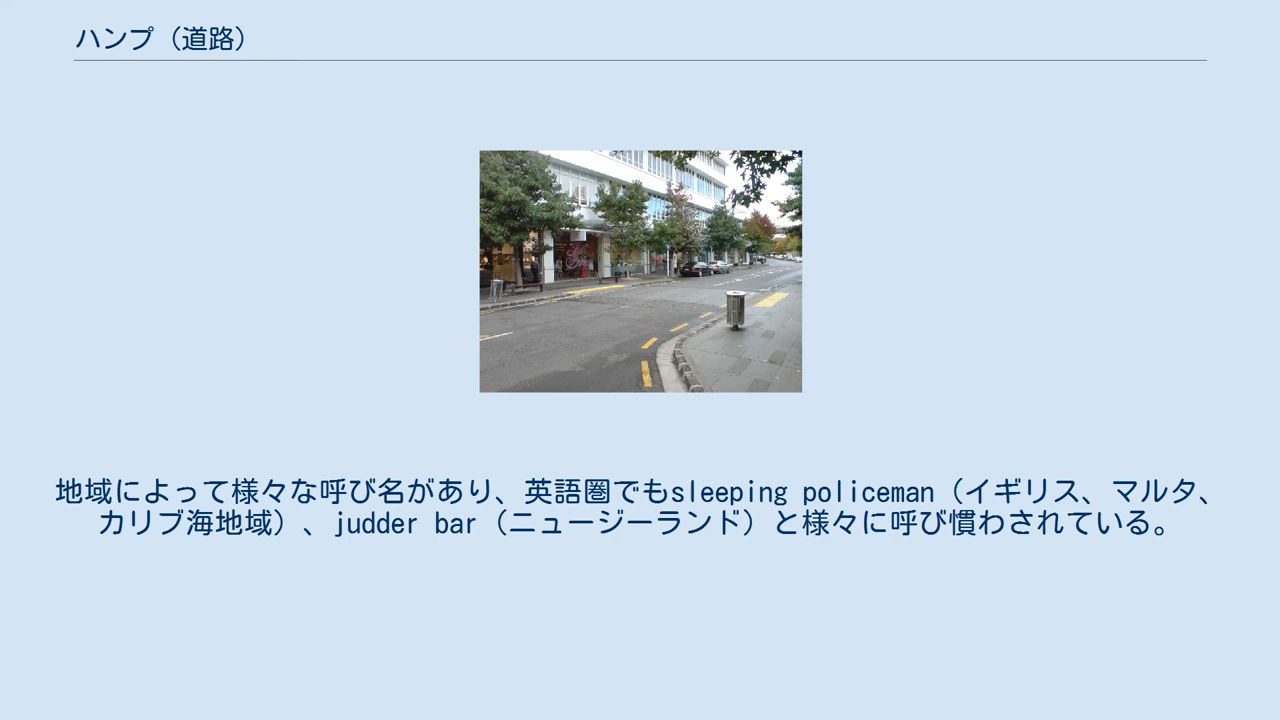 ハンプ（道路）
地域によって様々な呼び名があり、英語圏でもsleeping policeman（イギリス、マルタ、
カリブ海地域）、judder bar（ニュージーランド）と様々に呼び慣わされている。